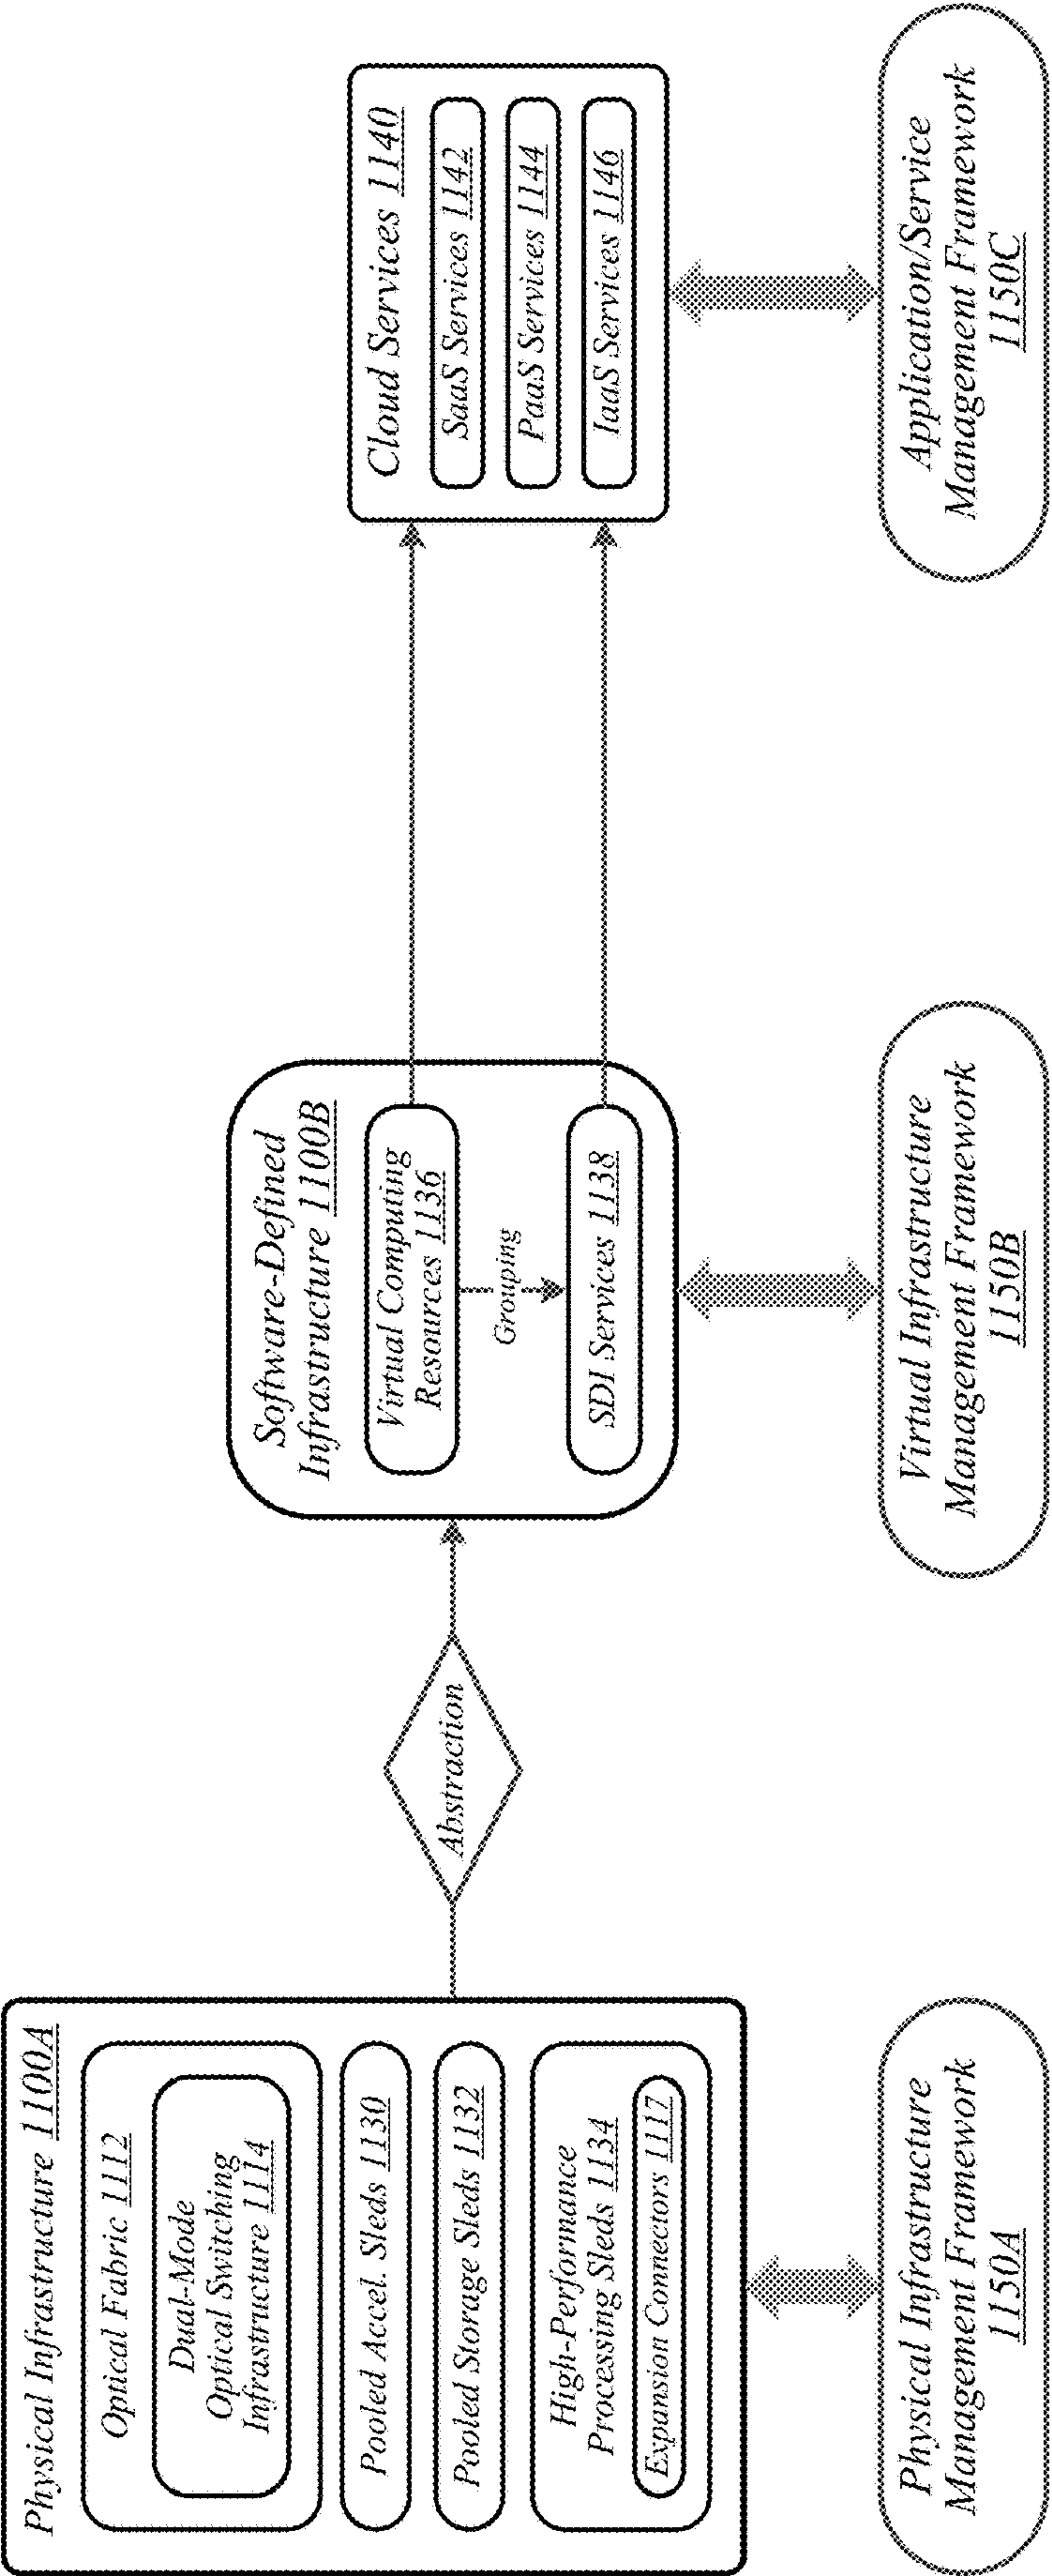 Physical Infrastructure 1100A
Optical Fabric 1112
Dual-Mode
Optical Switching
Infrastructure 1114
Pooled Accel. Sleds 1130
Pooled Storage Sleds 1132
High-Performance
Processing Sleds 1134
Expansion Connectors 1117
Abstraction
Software-Defined
Infrastructure 1100B
Virtual Computing
Resources 1136
Grouping
SDI Services 1138
Cloud Services 1140
SaaS Services 1142
PaaS Services 1144
IaaS Services 1146
Physical Infrastructure
Management Framework
1150A
Virtual Infrastructure
Management Framework
1150B
Application/Service
Management Framework
1150C